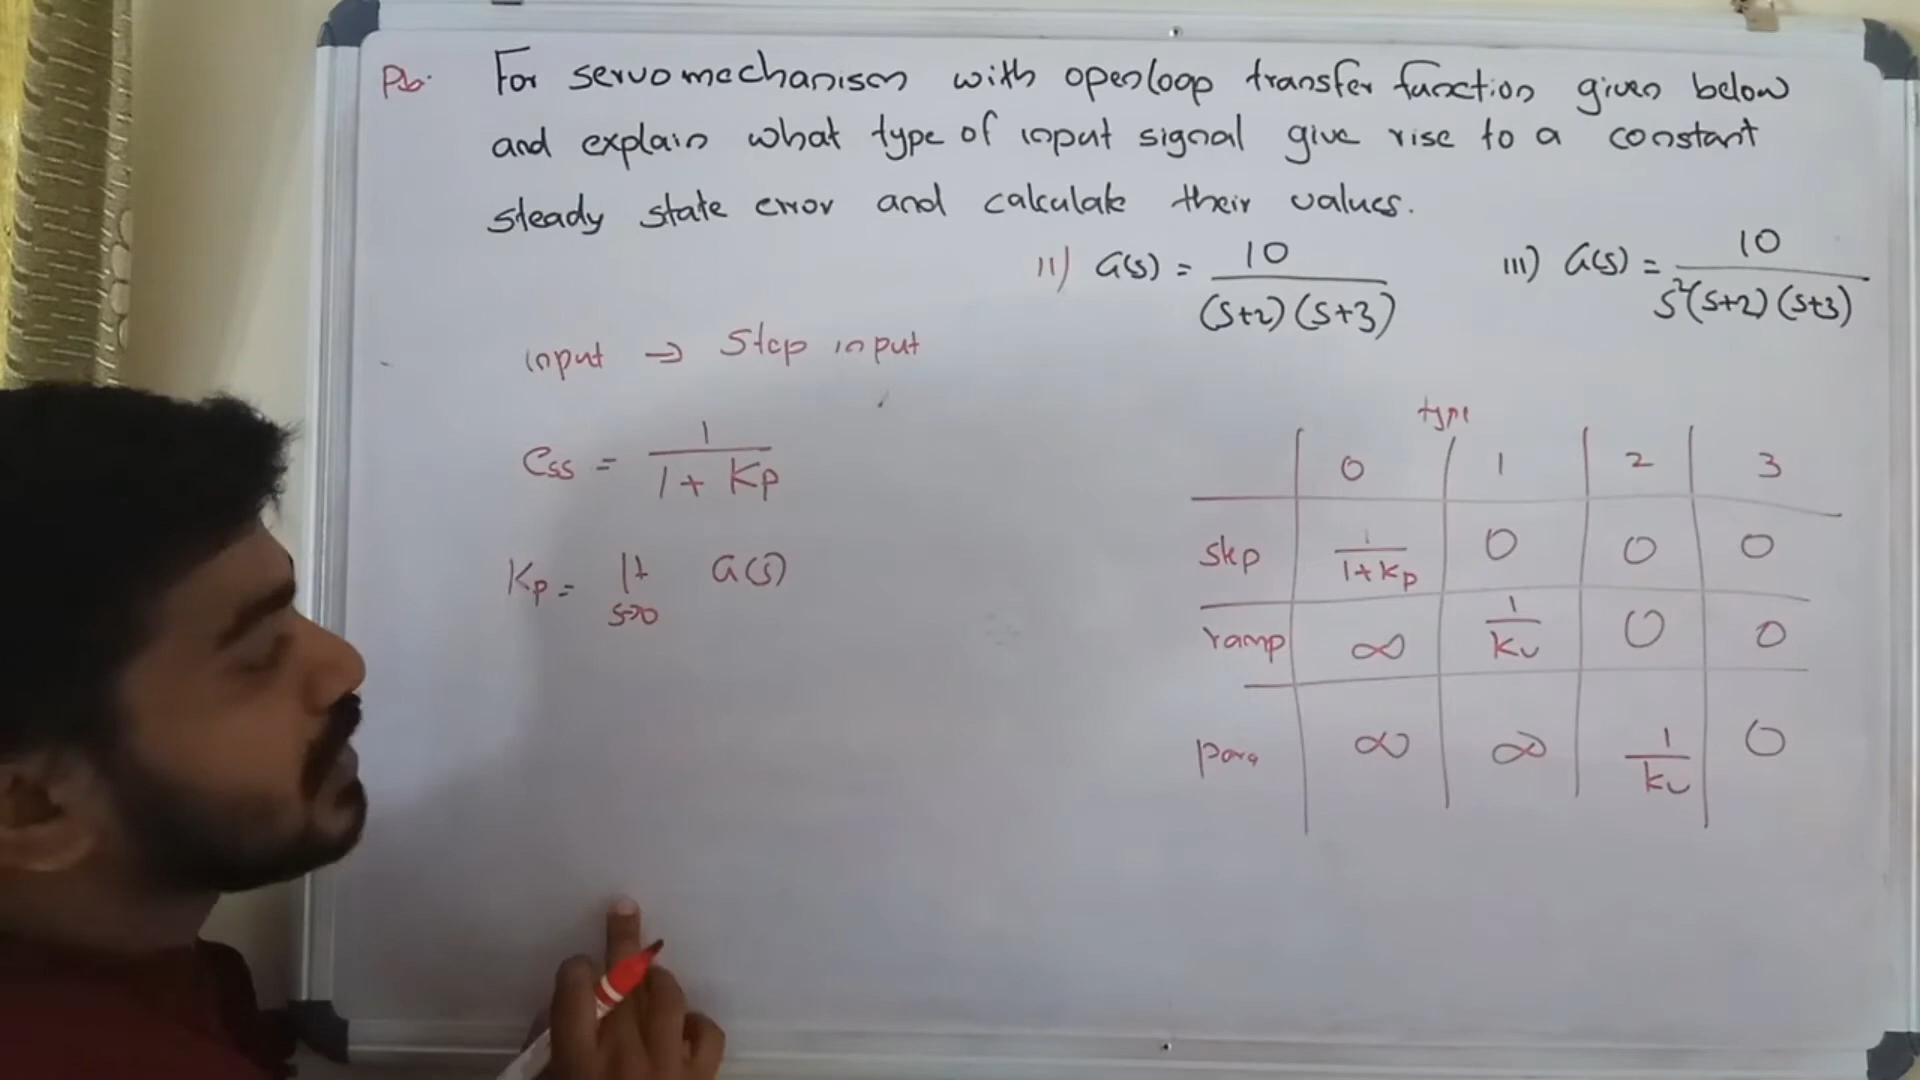 Pb. For servomechanism with openloop transfer function given below
and explain what type of input signal give rise to a constant
steady state error and calculate their values.
11) G(s) = 10 / (s+2)(s+3)
111) G(s) = 10 / s²(s+2)(s+3)
input → Step input
ess = 1 / 1 + Kp
Kp = lt s→0 G(s)
type
0 1 2 3
step 1/1+Kp 0 0 0
ramp ∞ 1/Kv 0 0
para ∞ ∞ 1/Kv 0